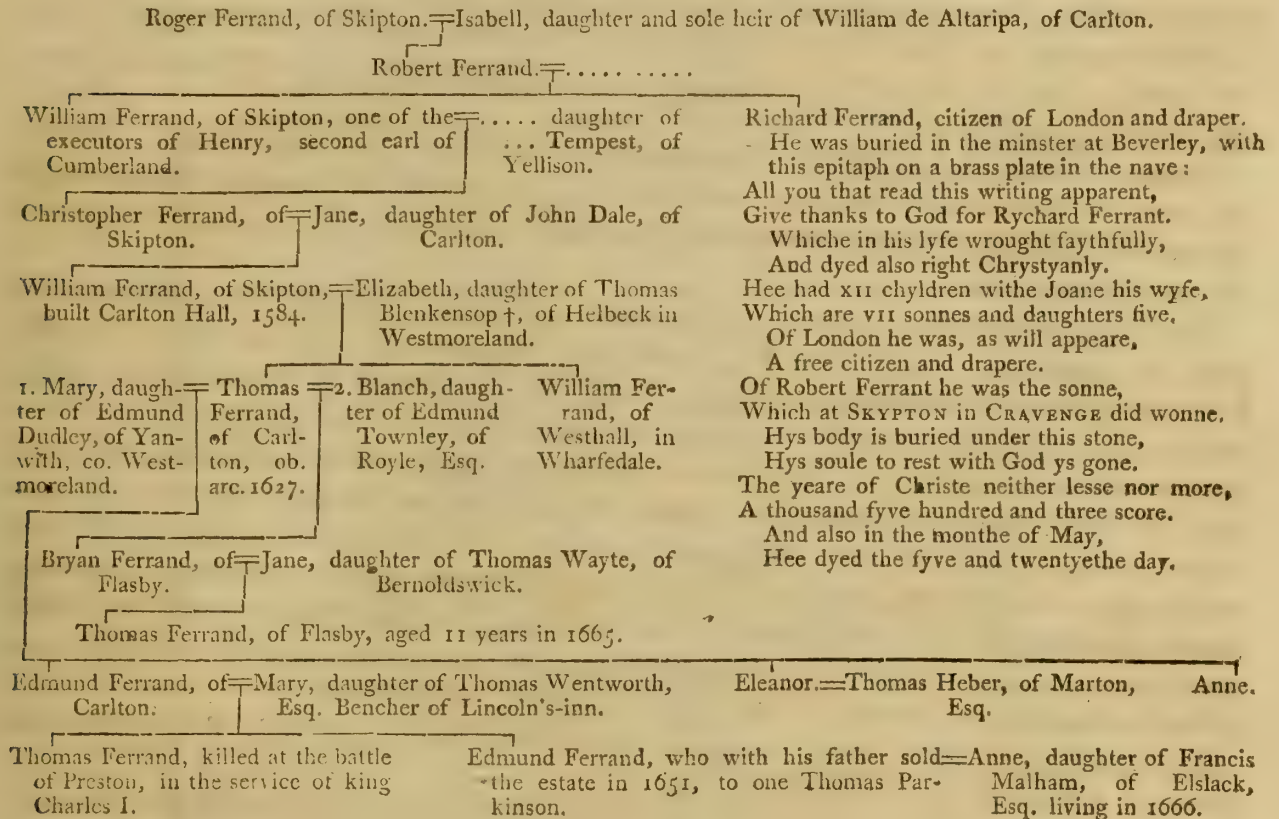 Roger Ferrand, of Skipton. Isabell, daughter and sole heir of William de Altaripa, of Carlton.
Robert Ferrand. . . . . . . . . . . .
William Ferrand, of Skipton, one of the
executors of Henry, second earl of
Cumberland.
. . . . . daughter of
. . . Tempest, of
Yellison.
Richard Ferrand, citizen of London and draper.
He was buried in the minster at Beverley, with
this epitaph on a brass plate in the nave:
All you that read this writing apparent,
Give thanks to God for Rychard Ferrant.
Whiche in his lyfe wrought faythfully,
And dyed also right Chrystyanly.
Hee had XII chyldren withe Joane his wyfe,
Which are VII sonnes and daughters five.
Of London he was, as will appeare,
A free citizen and drapere.
Of Robert Ferrant he was the sonne,
Which at SKYPTON in CRAVENGE did wonne.
Hys body is buried under this stone,
Hys soule to rest with God ys gone.
The yeare of Christe neither lesse nor more,
A thousand fyve hundred and three score.
And also in the monthe of May,
Hee dyed the fyve and twentyethe day.
Christopher Ferrand, of
Skipton.
Jane, daughter of John Dale, of
Carlton.
William Ferrand, of Skipton,
built Carlton Hall, 1584.
Elizabeth, daughter of Thomas
Blenkensop †, of Helbeck in
Westmoreland.
1. Mary, daugh-
ter of Edmund
Dudley, of Yan-
with, co. West-
moreland.
Thomas
Ferrand,
of Carl-
ton, ob.
arc. 1627.
2. Blanch, daugh-
ter of Edmund
Townley, of
Royle, Esq.
William Fer-
rand, of
Westhall, in
Wharfedale.
Bryan Ferrand, of
Flasby.
Jane, daughter of Thomas Wayte, of
Bernoldswick.
Thomas Ferrand, of Flasby, aged 11 years in 1665.
Edmund Ferrand, of
Carlton.
Mary, daughter of Thomas Wentworth,
Esq. Bencher of Lincoln's-inn.
Eleanor. Thomas Heber, of Marton,
Esq.
Anne.
Thomas Ferrand, killed at the battle
of Preston, in the service of king
Charles I.
Edmund Ferrand, who with his father sold
the estate in 1651, to one Thomas Par-
kinson.
Anne, daughter of Francis
Malham, of Elslack,
Esq. living in 1666.